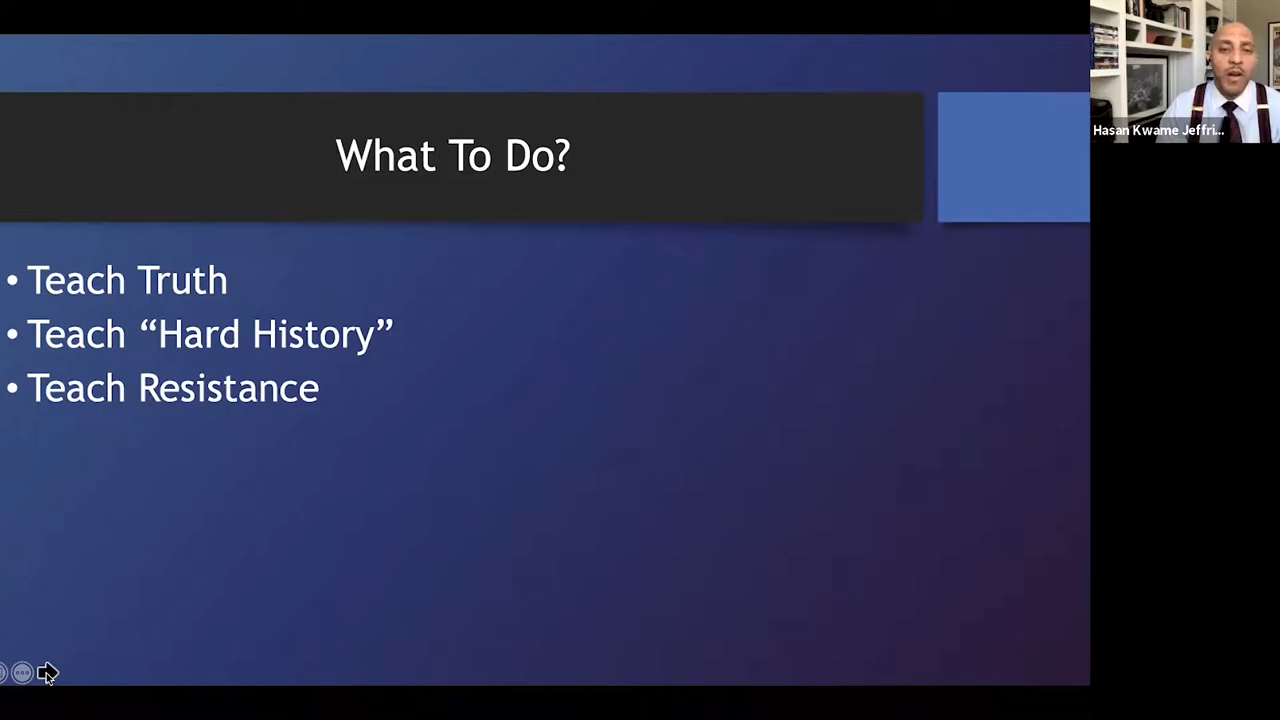 What To Do?
• Teach Truth
• Teach “Hard History”
• Teach Resistance
Hasan Kwame Jeffri...